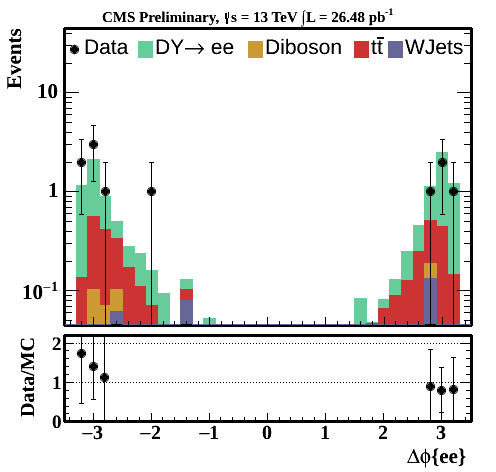 CMS Preliminary, √s = 13 TeV ∫L = 26.48 pb⁻¹
Events
Data DY→ ee Diboson tt̄ WJets
10
1
10⁻¹
Data/MC
2
1
0
−3 −2 −1 0 1 2 3
Δϕ{ee}